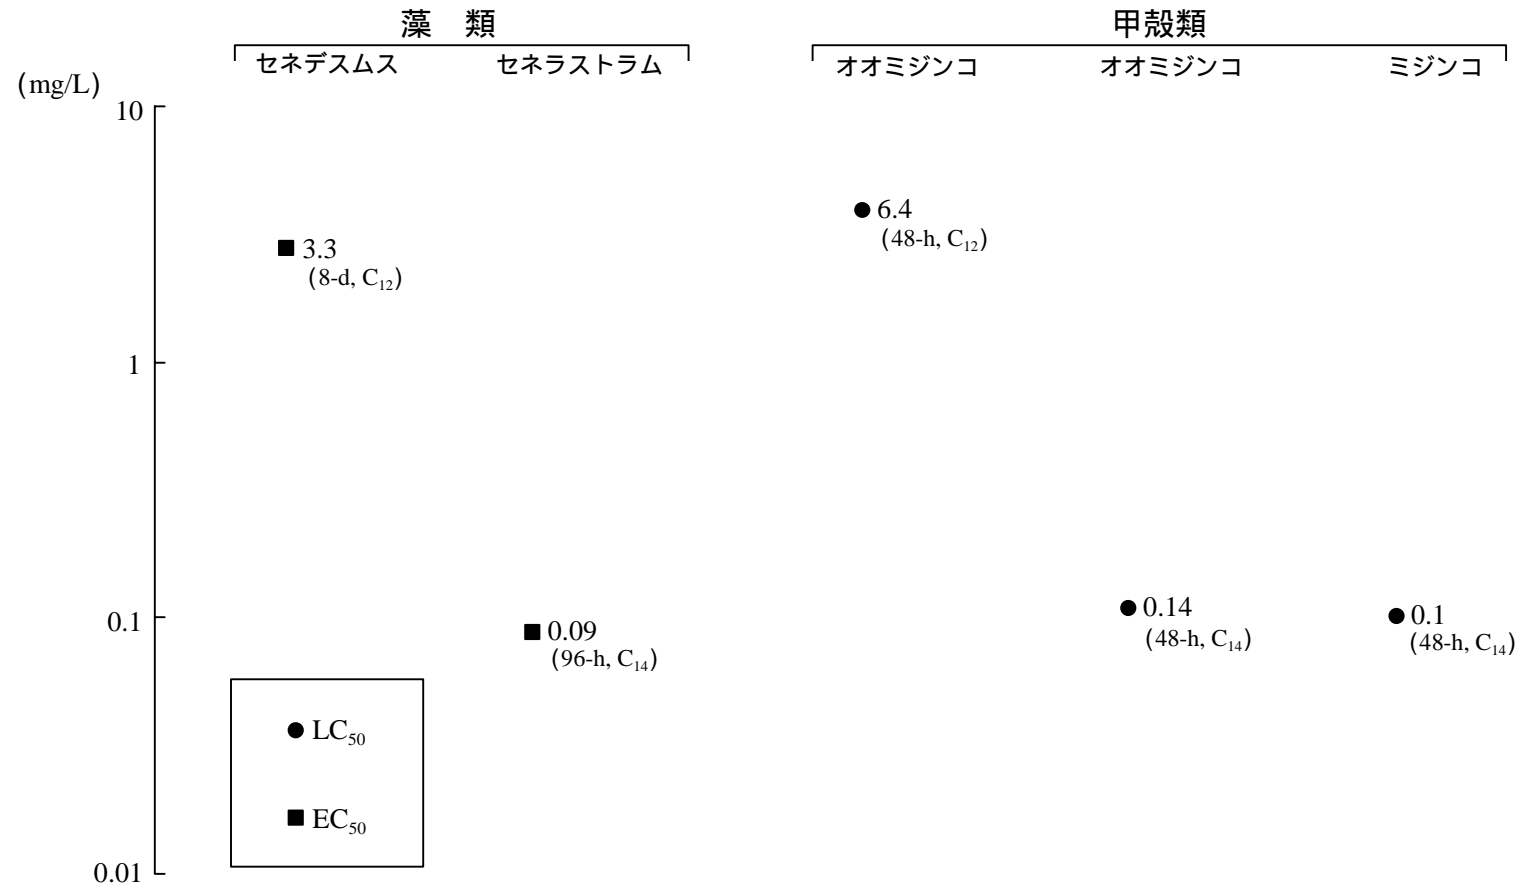 藻　類
甲殻類
セネデスムス
セネラストラム
オオミジンコ
オオミジンコ
ミジンコ
(mg/L)
10
6.4
(48-h, C₁₂)
3.3
(8-d, C₁₂)
1
0.1
0.09
(96-h, C₁₄)
0.14
(48-h, C₁₄)
0.1
(48-h, C₁₄)
LC₅₀
EC₅₀
0.01